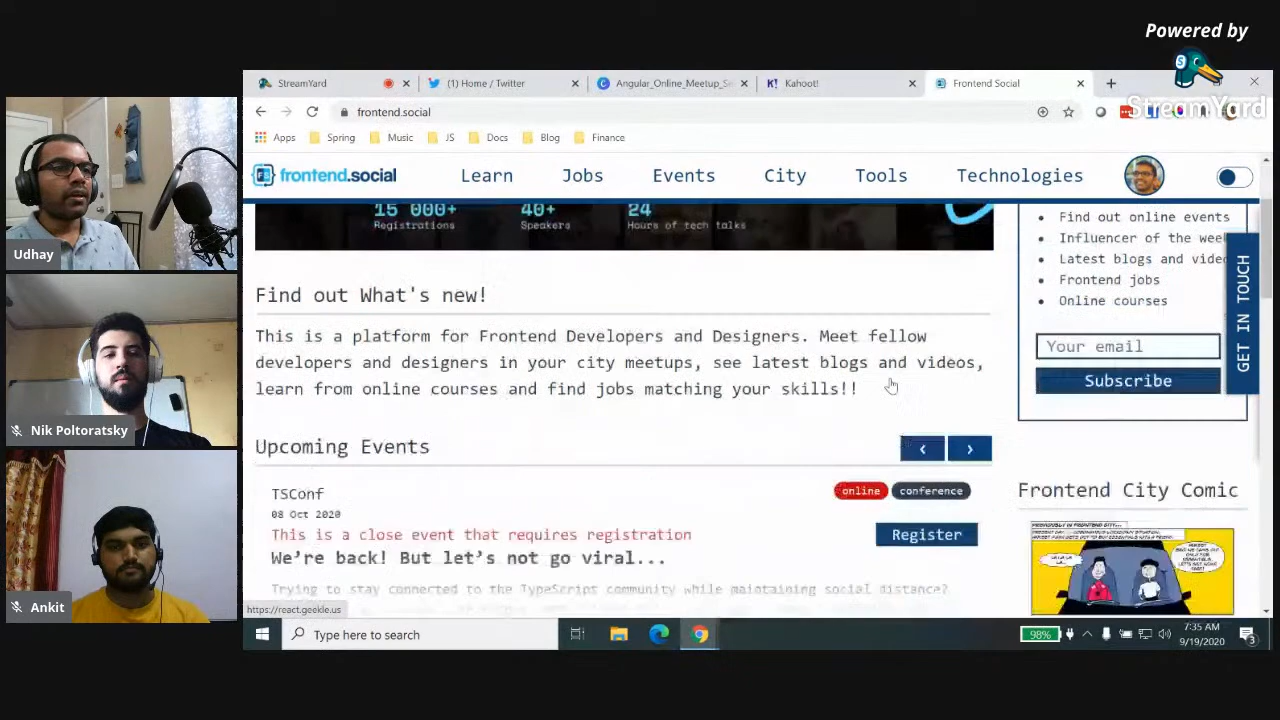 Powered by
StreamYard
StreamYard
(1) Home / Twitter
Angular_Online_Meetup_Se
Kahoot!
Frontend Social
frontend.social
Apps
Spring
Music
JS
Docs
Blog
Finance
frontend.social
Learn
Jobs
Events
City
Tools
Technologies
15 000+
Registrations
40+
Speakers
24
Hours of tech talks
Find out online events
Influencer of the week
Latest blogs and videos
Frontend jobs
Online courses
Your email
Subscribe
GET IN TOUCH
Find out What's new!
This is a platform for Frontend Developers and Designers. Meet fellow
developers and designers in your city meetups, see latest blogs and videos,
learn from online courses and find jobs matching your skills!!
Upcoming Events
TSConf
online
conference
08 Oct 2020
This is a closed event that requires registration
Register
We're back! But let's not go viral...
Trying to stay connected to the TypeScript community while maintaining social distance?
Frontend City Comic
https://react.geekle.us
Type here to search
98%
7:35 AM
9/19/2020
3
Udhay
Nik Poltoratsky
Ankit